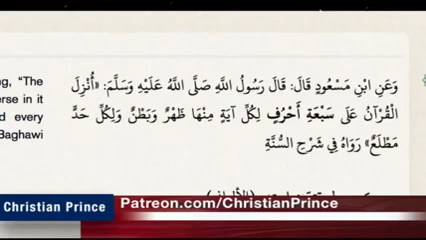 ng, "The
وَعَنِ ابْنِ مَسْعُودٍ قَالَ: قَالَ رَسُولُ اللَّهِ صَلَّى اللَّهُ عَلَيْهِ وَسَلَّمَ: «أُنْزِلَ
erse in it
الْقُرْآنُ عَلَى سَبْعَةِ أَحْرُفٍ لِكُلِّ آيَةٍ مِنْهَا ظَهْرٌ وَبَطْنٌ وَلِكُلِّ حَدٍّ
d every
مَطْلَعٌ» رَوَاهُ فِي شَرْحِ السُّنَّةِ
Baghawi
Christian Prince
Patreon.com/ChristianPrince